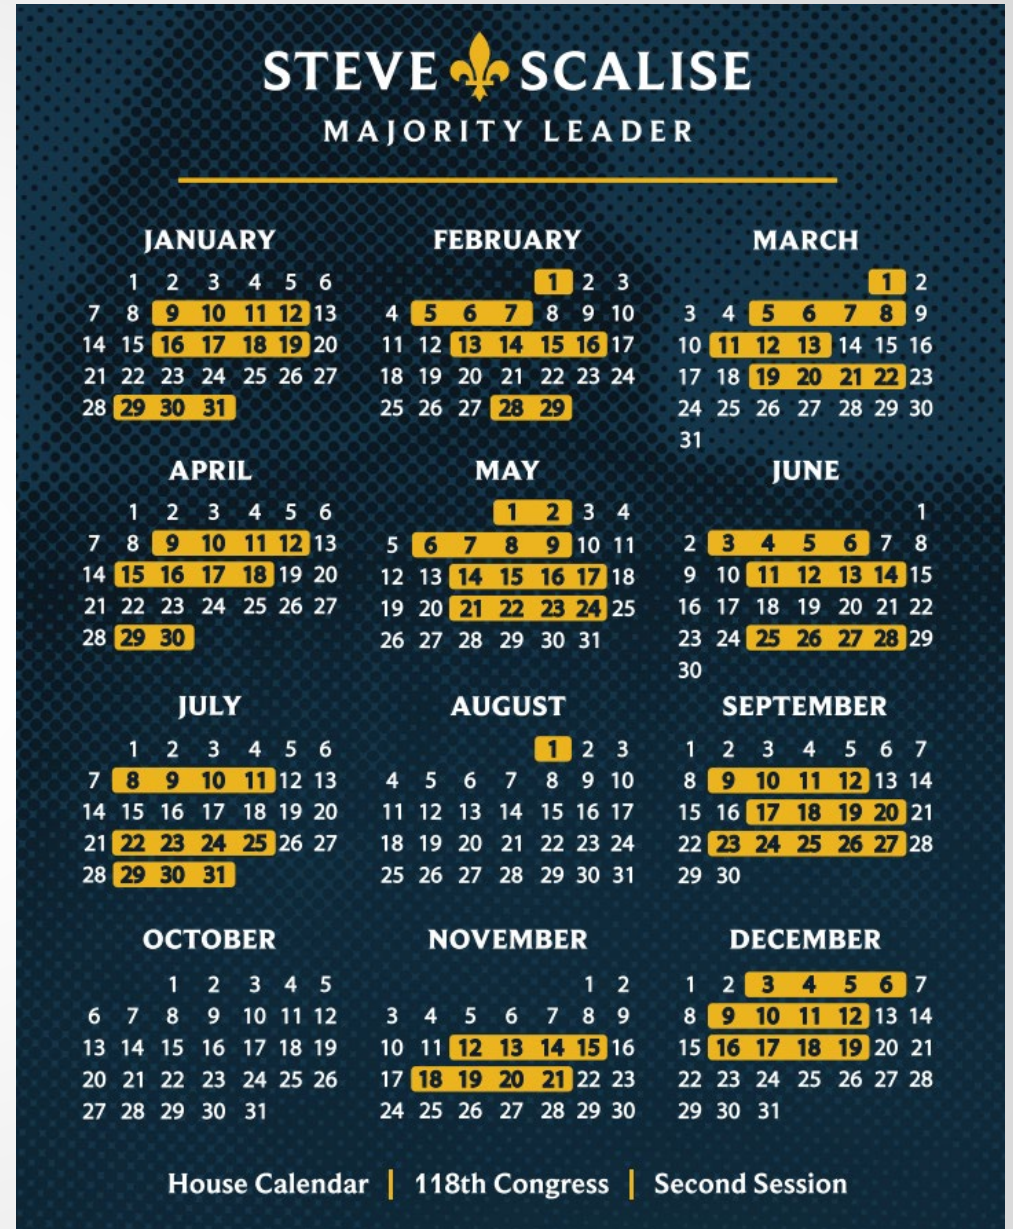 STEVE SCALISE
MAJORITY LEADER
JANUARY
1 2 3 4 5 6
7 8 9 10 11 12 13
14 15 16 17 18 19 20
21 22 23 24 25 26 27
28 29 30 31
FEBRUARY
1 2 3
4 5 6 7 8 9 10
11 12 13 14 15 16 17
18 19 20 21 22 23 24
25 26 27 28 29
MARCH
1 2
3 4 5 6 7 8 9
10 11 12 13 14 15 16
17 18 19 20 21 22 23
24 25 26 27 28 29 30
31
APRIL
1 2 3 4 5 6
7 8 9 10 11 12 13
14 15 16 17 18 19 20
21 22 23 24 25 26 27
28 29 30
MAY
1 2 3 4
5 6 7 8 9 10 11
12 13 14 15 16 17 18
19 20 21 22 23 24 25
26 27 28 29 30 31
JUNE
1
2 3 4 5 6 7 8
9 10 11 12 13 14 15
16 17 18 19 20 21 22
23 24 25 26 27 28 29
30
JULY
1 2 3 4 5 6
7 8 9 10 11 12 13
14 15 16 17 18 19 20
21 22 23 24 25 26 27
28 29 30 31
AUGUST
1 2 3
4 5 6 7 8 9 10
11 12 13 14 15 16 17
18 19 20 21 22 23 24
25 26 27 28 29 30 31
SEPTEMBER
1 2 3 4 5 6 7
8 9 10 11 12 13 14
15 16 17 18 19 20 21
22 23 24 25 26 27 28
29 30
OCTOBER
1 2 3 4 5
6 7 8 9 10 11 12
13 14 15 16 17 18 19
20 21 22 23 24 25 26
27 28 29 30 31
NOVEMBER
1 2
3 4 5 6 7 8 9
10 11 12 13 14 15 16
17 18 19 20 21 22 23
24 25 26 27 28 29 30
DECEMBER
1 2 3 4 5 6 7
8 9 10 11 12 13 14
15 16 17 18 19 20 21
22 23 24 25 26 27 28
29 30 31
House Calendar | 118th Congress | Second Session